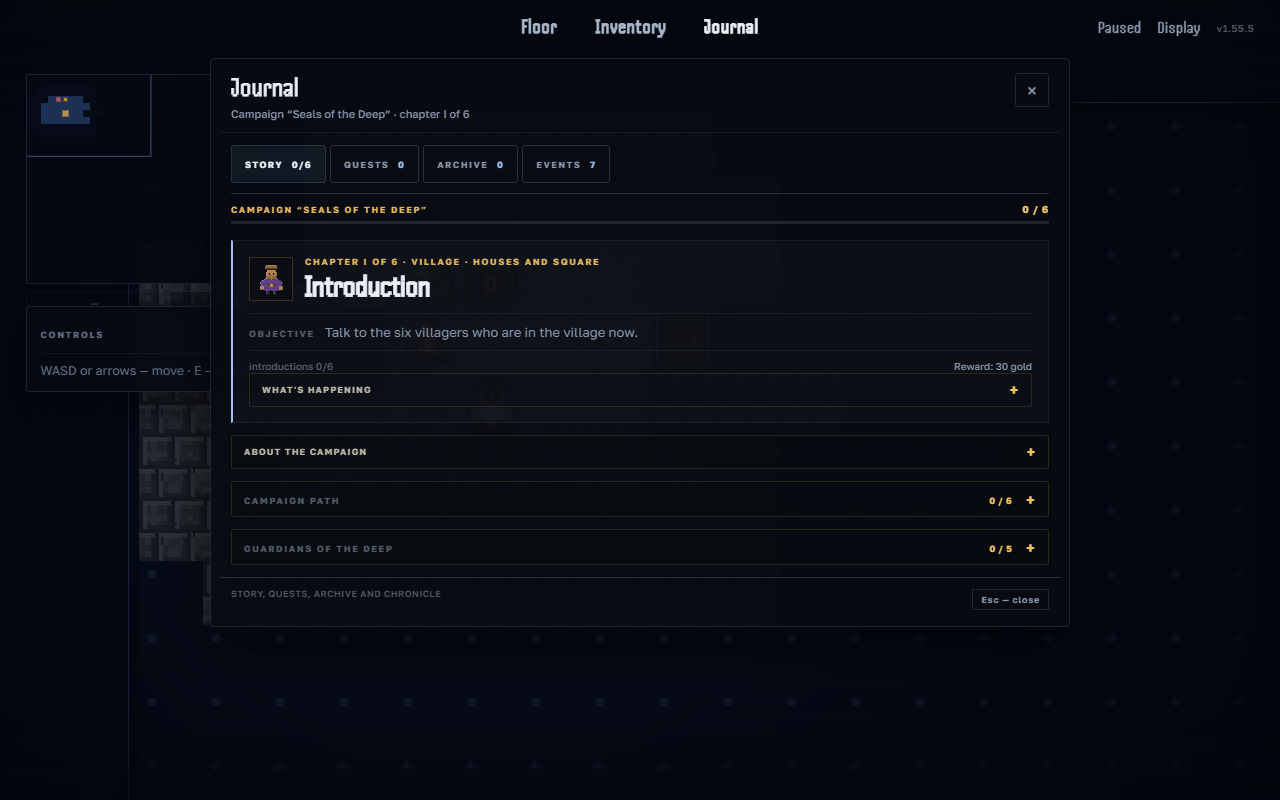 Floor Inventory Journal Paused Display v1.55.5
Journal
×
Campaign “Seals of the Deep” · chapter I of 6
STORY 0/6 QUESTS 0 ARCHIVE 0 EVENTS 7
CAMPAIGN “SEALS OF THE DEEP” 0 / 6
CHAPTER I OF 6 · VILLAGE · HOUSES AND SQUARE
Introduction
OBJECTIVE Talk to the six villagers who are in the village now.
introductions 0/6 Reward: 30 gold
WHAT'S HAPPENING +
ABOUT THE CAMPAIGN +
CAMPAIGN PATH 0 / 6 +
GUARDIANS OF THE DEEP 0 / 5 +
STORY, QUESTS, ARCHIVE AND CHRONICLE Esc — close
CONTROLS
WASD or arrows — move · E –